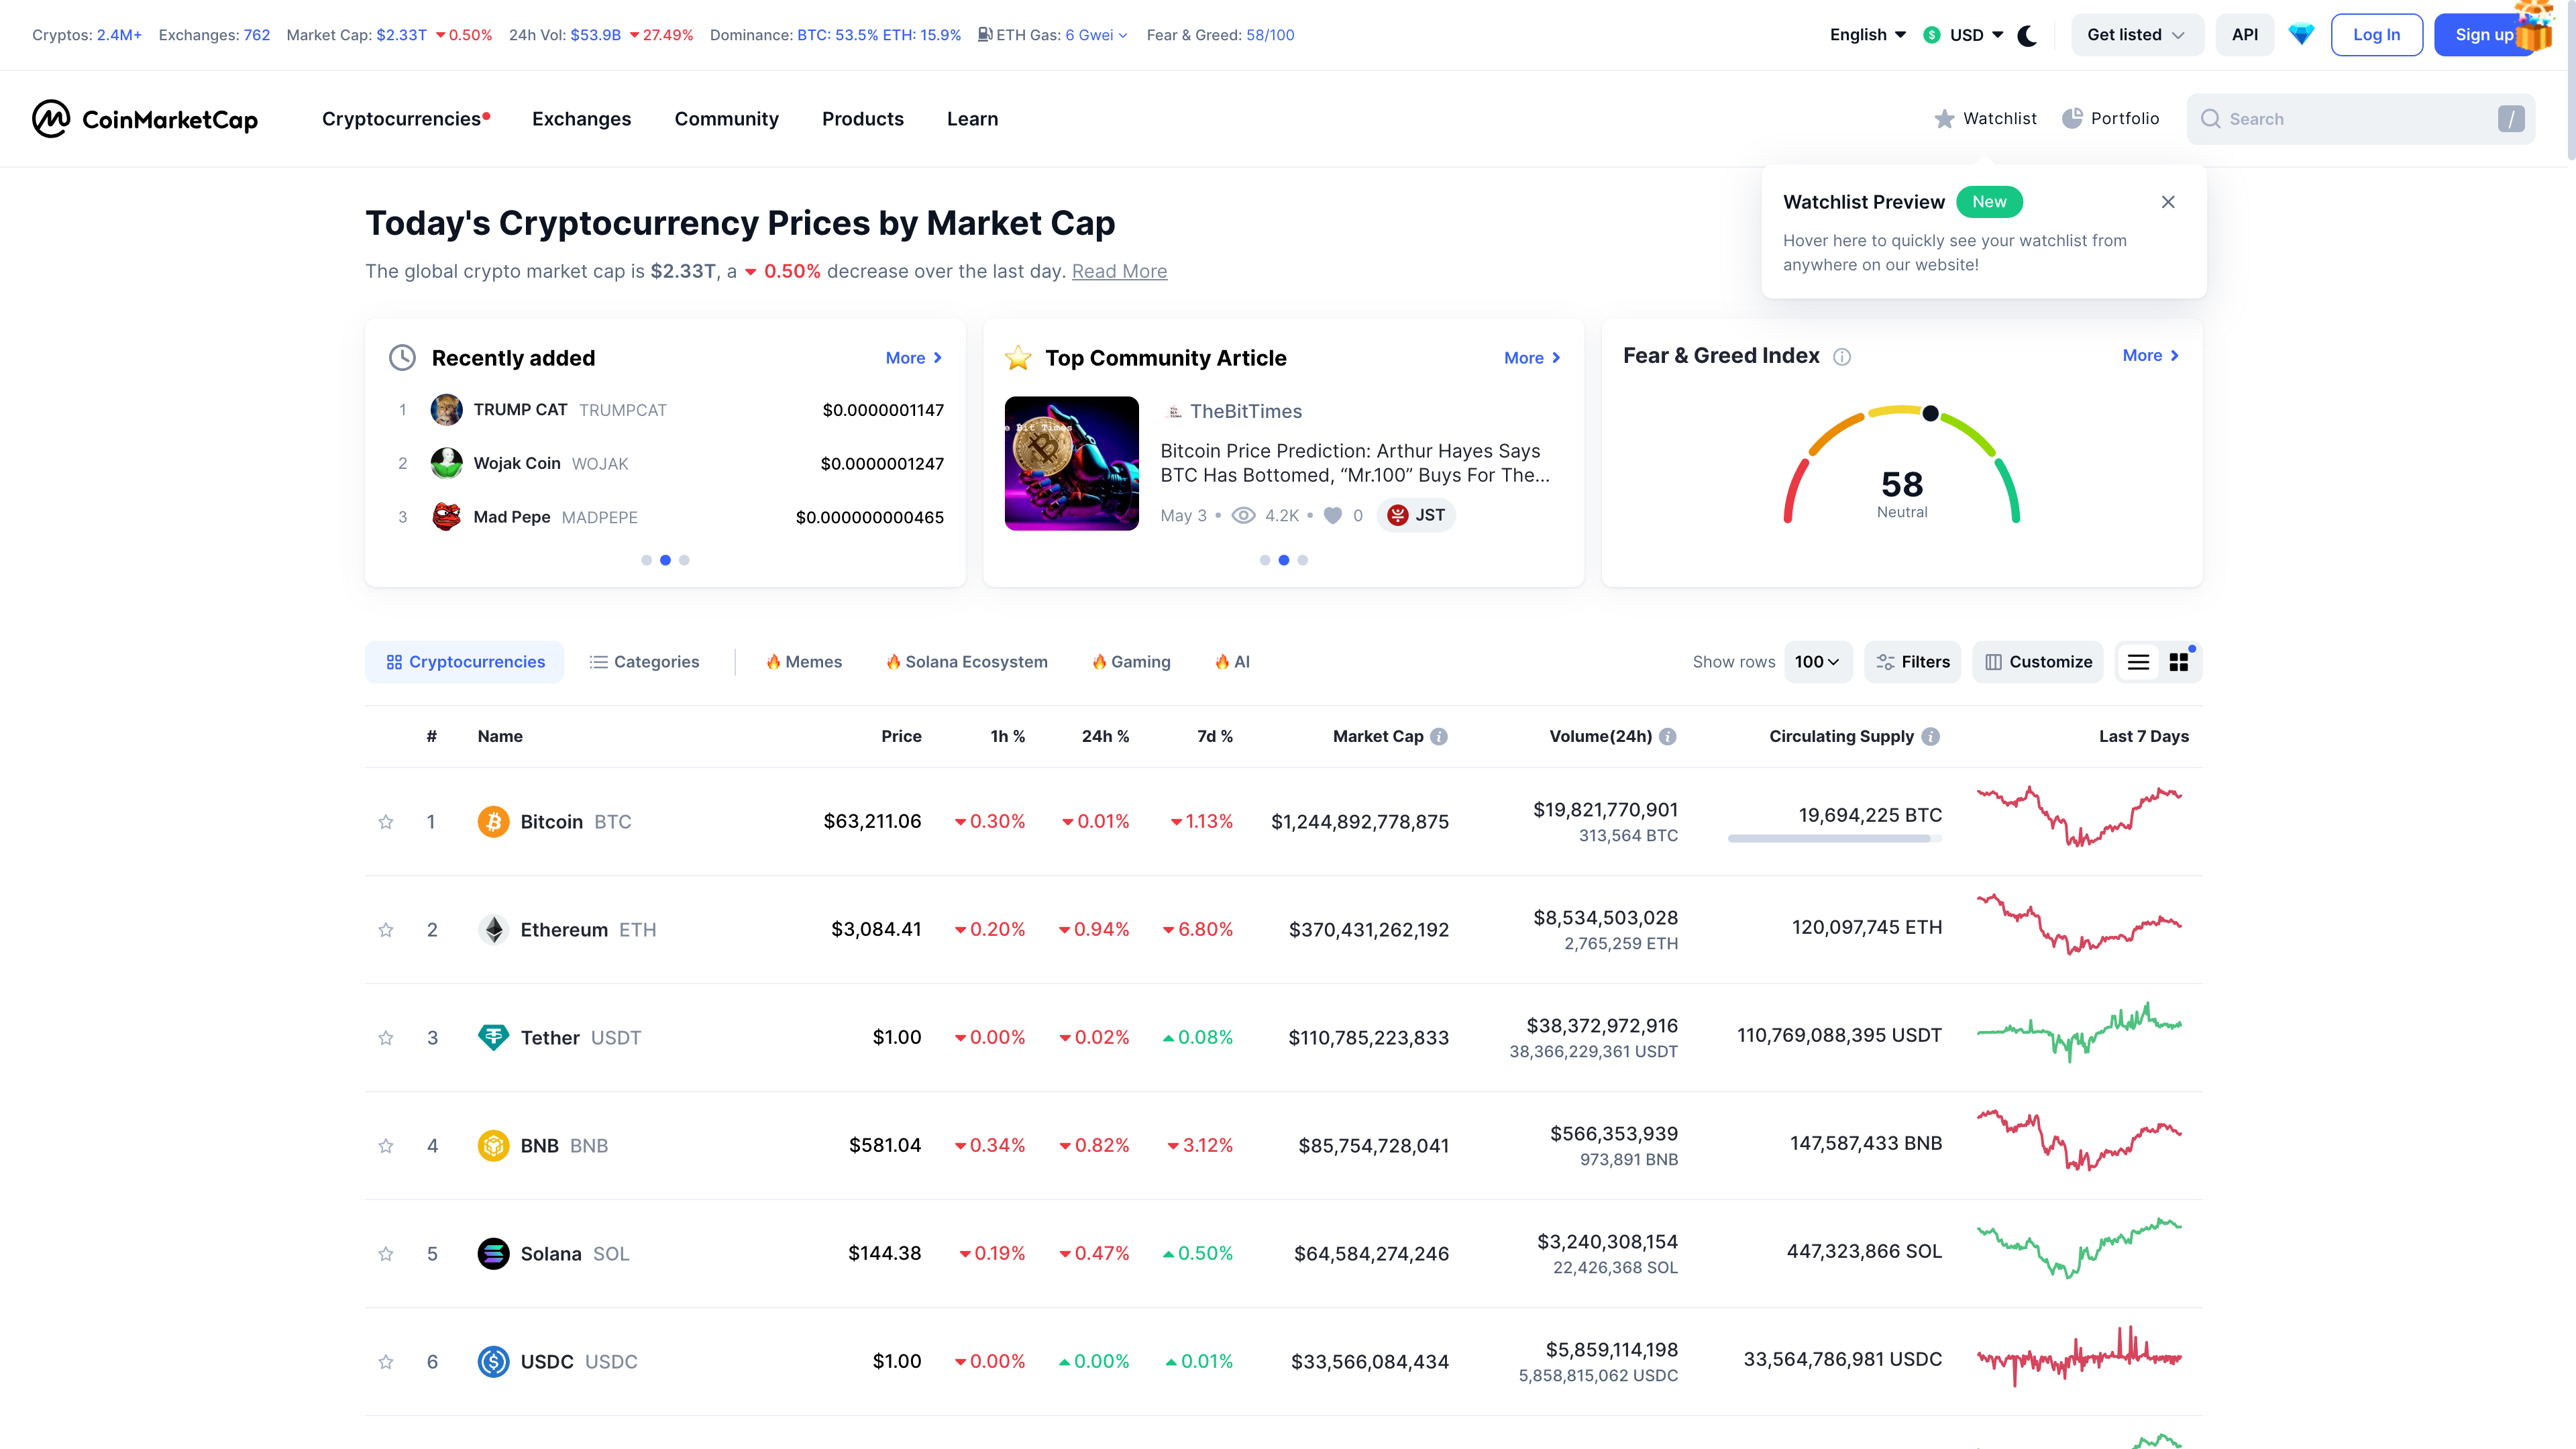 Cryptos: 2.4M+ Exchanges: 762 Market Cap: $2.33T 0.50% 24h Vol: $53.9B 27.49% Dominance: BTC: 53.5% ETH: 15.9% ETH Gas: 6 Gwei Fear & Greed: 58/100 English USD Get listed API Log In Sign up
CoinMarketCap Cryptocurrencies Exchanges Community Products Learn Watchlist Portfolio Search /
Watchlist Preview New
Hover here to quickly see your watchlist from
anywhere on our website!
Today's Cryptocurrency Prices by Market Cap
The global crypto market cap is $2.33T, a 0.50% decrease over the last day. Read More
Recently added More
1 TRUMP CAT TRUMPCAT $0.0000001147
2 Wojak Coin WOJAK $0.0000001247
3 Mad Pepe MADPEPE $0.000000000465
Top Community Article More
e Bit Times
TheBitTimes
Bitcoin Price Prediction: Arthur Hayes Says
BTC Has Bottomed, “Mr.100” Buys For The...
May 3 • 4.2K • 0 JST
Fear & Greed Index More
58
Neutral
Cryptocurrencies Categories Memes Solana Ecosystem Gaming AI Show rows 100 Filters Customize
# Name Price 1h % 24h % 7d % Market Cap Volume(24h) Circulating Supply Last 7 Days
1 Bitcoin BTC $63,211.06 0.30% 0.01% 1.13% $1,244,892,778,875 $19,821,770,901 19,694,225 BTC
313,564 BTC
2 Ethereum ETH $3,084.41 0.20% 0.94% 6.80% $370,431,262,192 $8,534,503,028 120,097,745 ETH
2,765,259 ETH
3 Tether USDT $1.00 0.00% 0.02% 0.08% $110,785,223,833 $38,372,972,916 110,769,088,395 USDT
38,366,229,361 USDT
4 BNB BNB $581.04 0.34% 0.82% 3.12% $85,754,728,041 $566,353,939 147,587,433 BNB
973,891 BNB
5 Solana SOL $144.38 0.19% 0.47% 0.50% $64,584,274,246 $3,240,308,154 447,323,866 SOL
22,426,368 SOL
6 USDC USDC $1.00 0.00% 0.00% 0.01% $33,566,084,434 $5,859,114,198 33,564,786,981 USDC
5,858,815,062 USDC